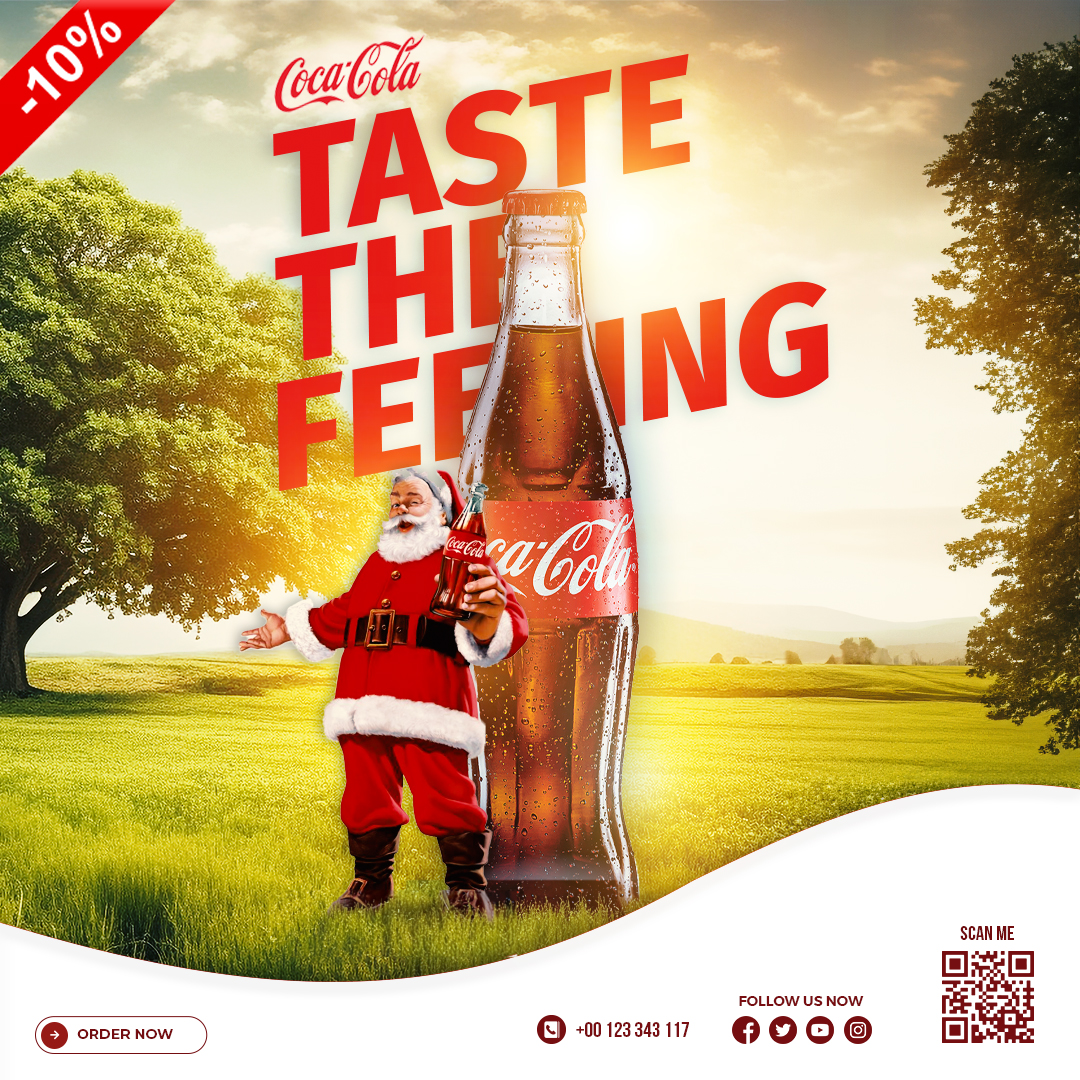 -10%
Coca-Cola
TASTE
THE
FEELING
Coca-Cola
ca-Cola
SCAN ME
FOLLOW US NOW
ORDER NOW
+00 123 343 117